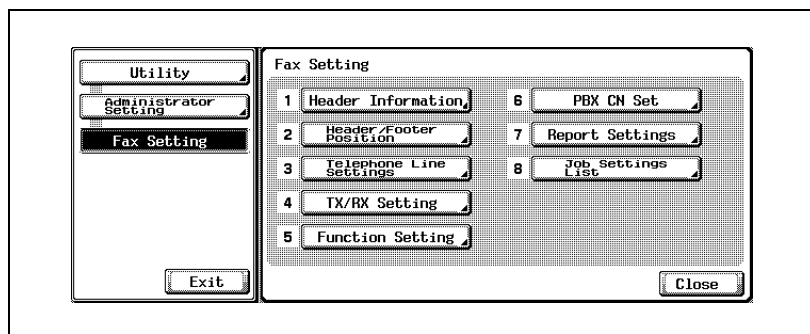 Utility
Administrator
Setting
Fax Setting
Exit
Fax Setting
1 Header Information
2 Header/Footer
Position
3 Telephone Line
Settings
4 TX/RX Setting
5 Function Setting
6 PBX CN Set
7 Report Settings
8 Job Settings
List
Close